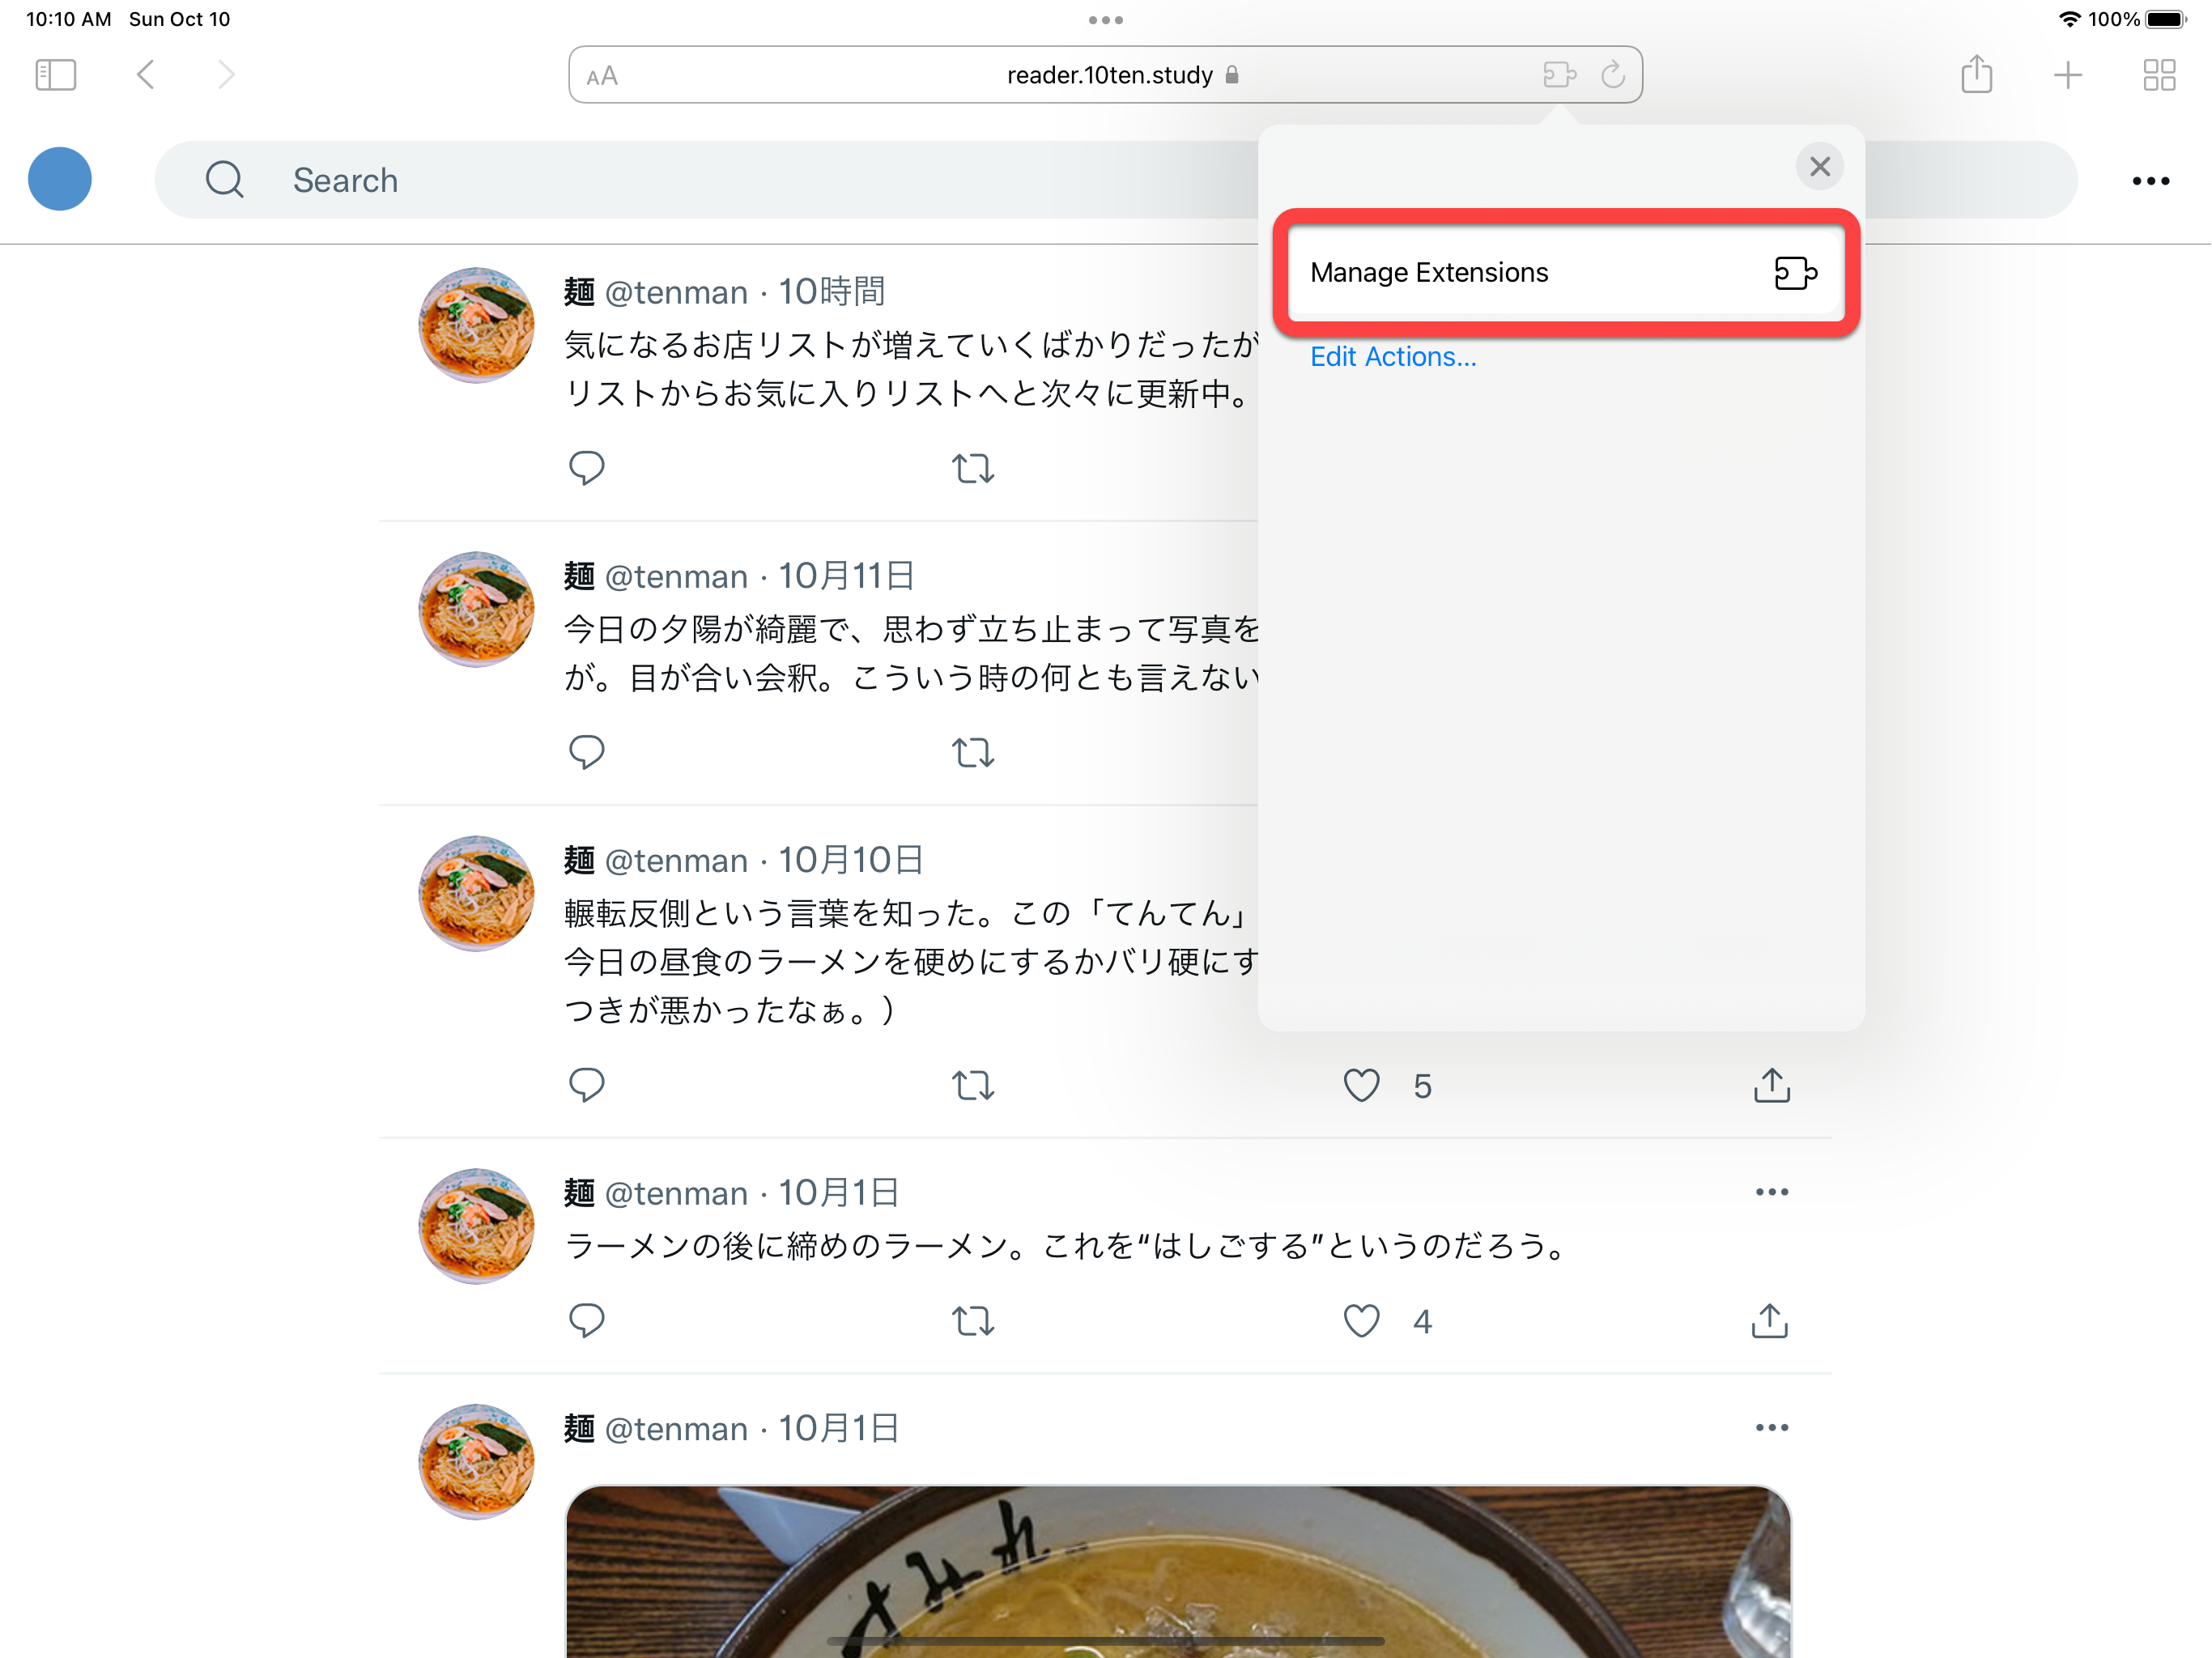 10:10 AM Sun Oct 10
100%
AA
reader.10ten.study
Search
Manage Extensions
Edit Actions...
麺 @tenman · 10時間
気になるお店リストが増えていくばかりだったが
リストからお気に入りリストへと次々に更新中。
麺 @tenman · 10月11日
今日の夕陽が綺麗で、思わず立ち止まって写真を
が。目が合い会釈。こういう時の何とも言えない
麺 @tenman · 10月10日
輾転反側という言葉を知った。この「てんてん」
今日の昼食のラーメンを硬めにするかバリ硬にす
つきが悪かったなぁ。）
5
麺 @tenman · 10月1日
ラーメンの後に締めのラーメン。これを“はしごする”というのだろう。
4
麺 @tenman · 10月1日
すみれ